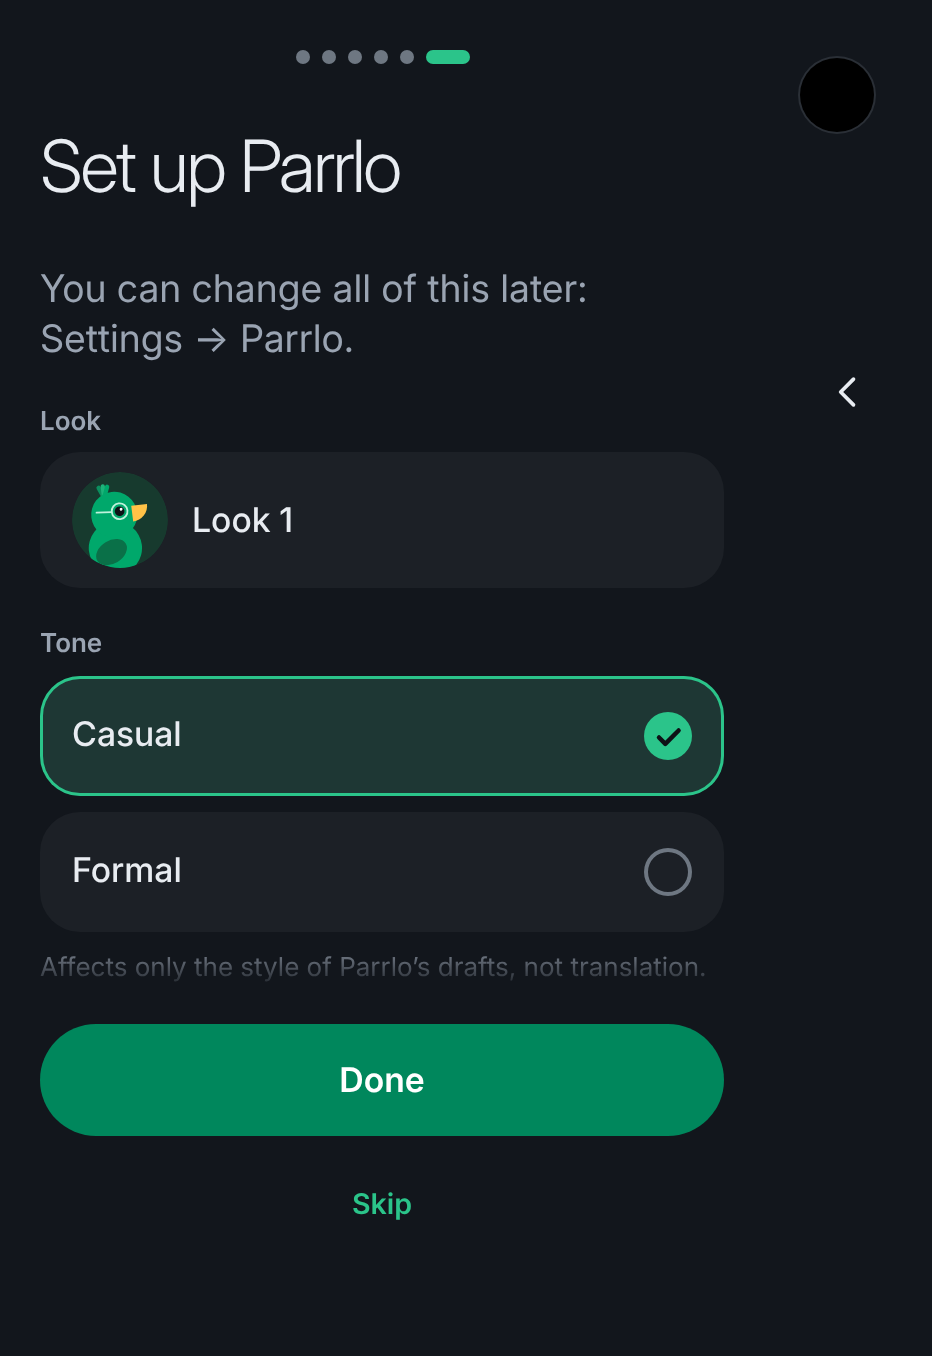 Set up Parrlo
You can change all of this later:
Settings → Parrlo.
Look
Look 1
Tone
Casual
Formal
Affects only the style of Parrlo’s drafts, not translation.
Done
Skip